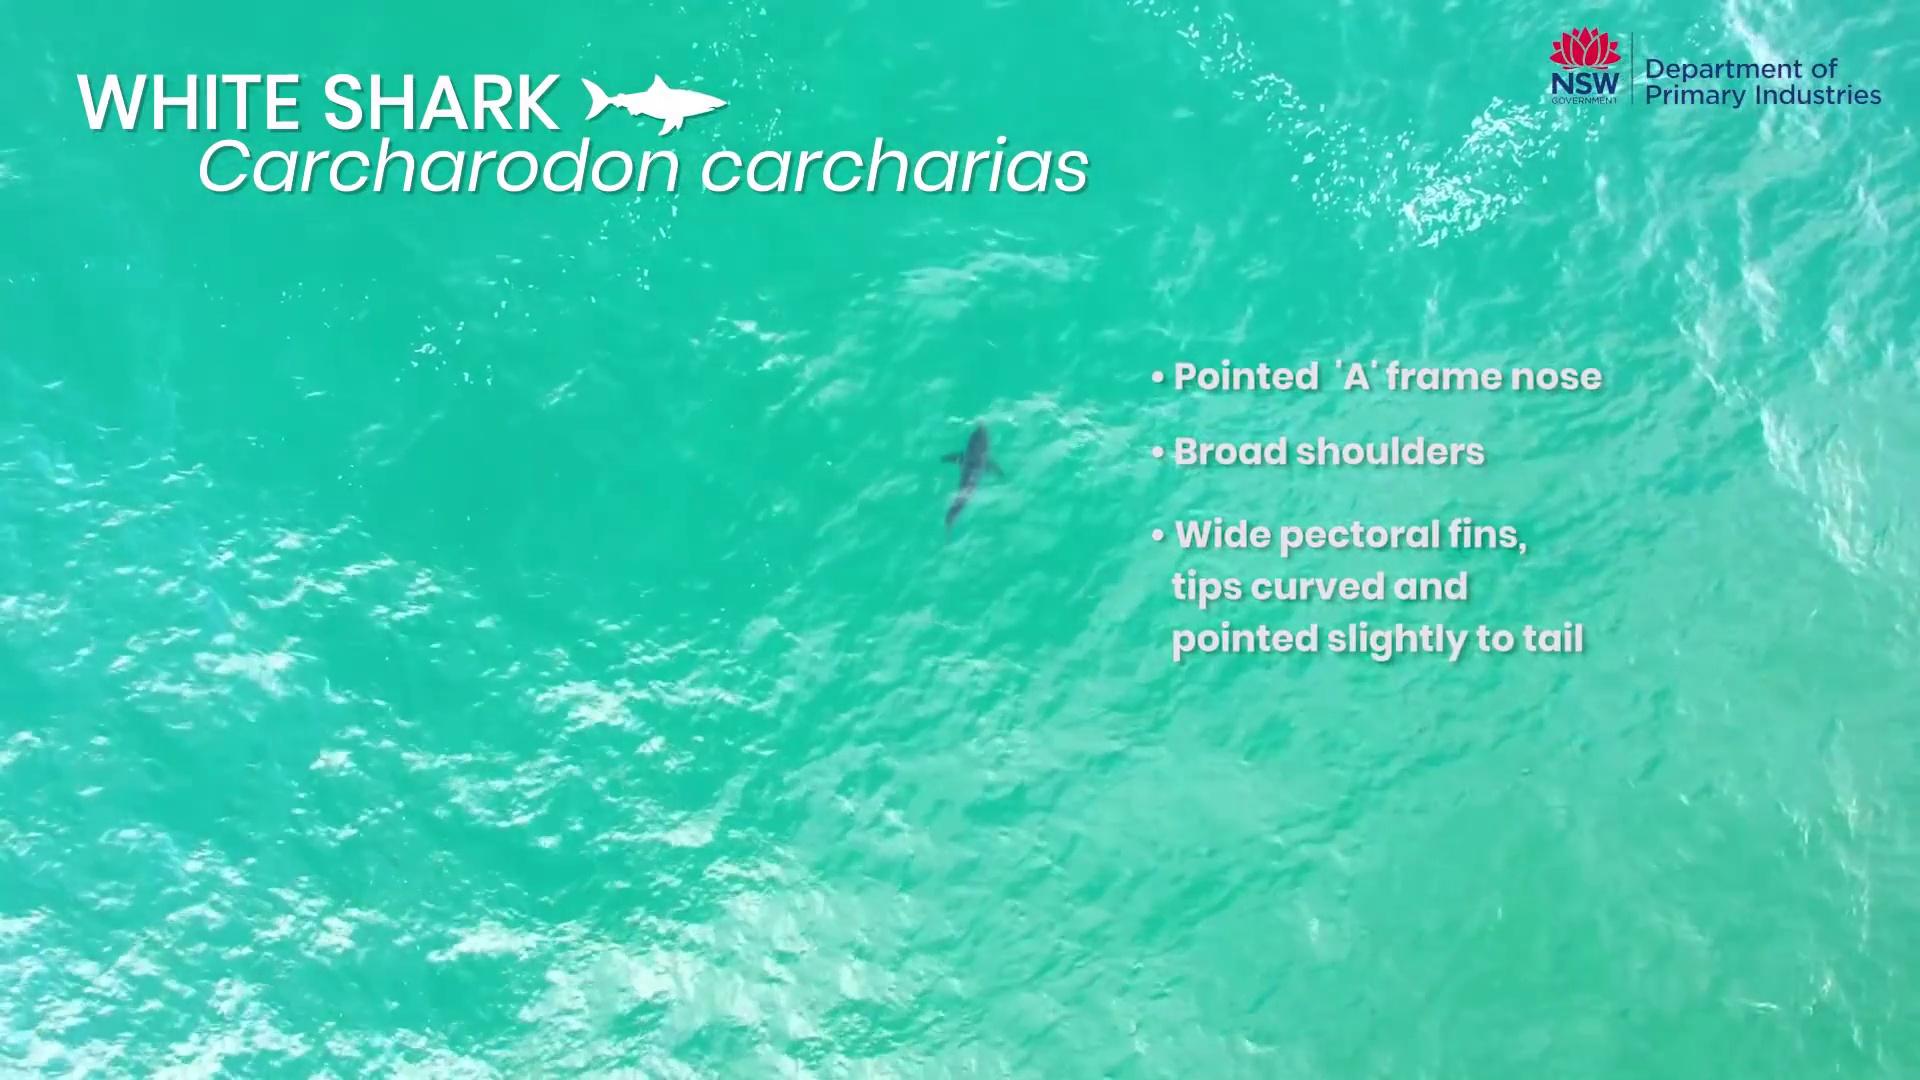 WHITE SHARK
Carcharodon carcharias
NSW
GOVERNMENT
Department of
Primary Industries
• Pointed 'A' frame nose
• Broad shoulders
• Wide pectoral fins,
tips curved and
pointed slightly to tail